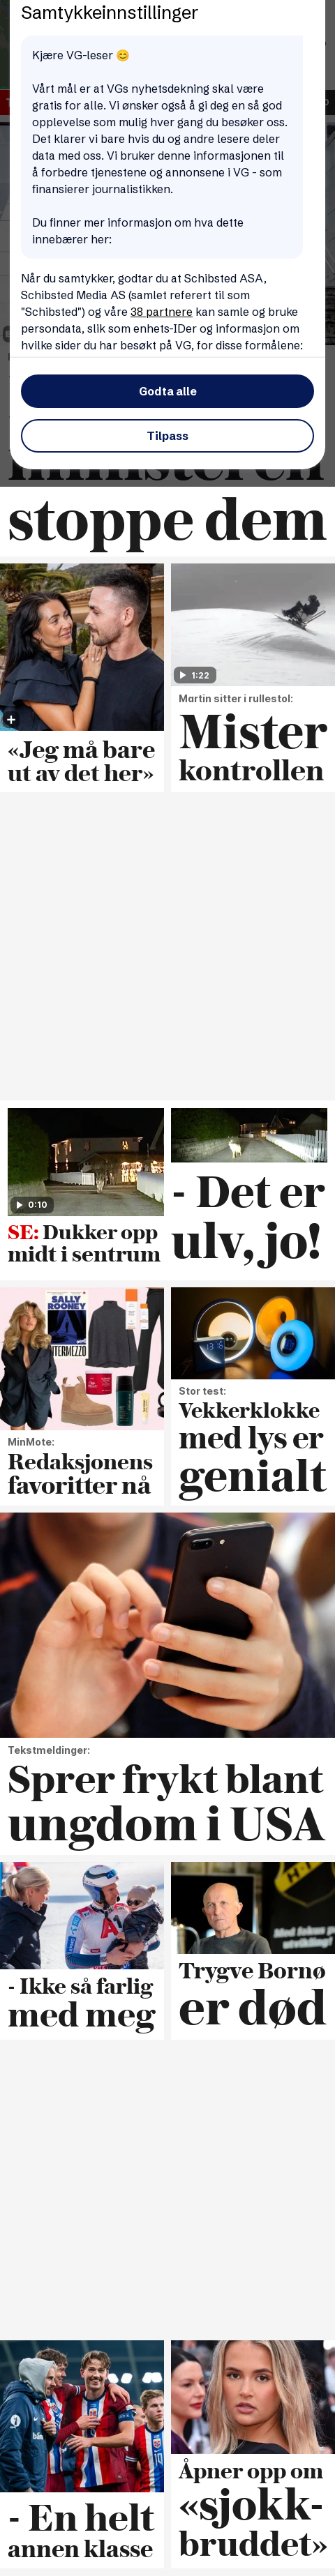 Samtykkeinnstillinger
Kjære VG-leser 😊
Vårt mål er at VGs nyhetsdekning skal være
gratis for alle. Vi ønsker også å gi deg en så god
opplevelse som mulig hver gang du besøker oss.
Det klarer vi bare hvis du og andre lesere deler
data med oss. Vi bruker denne informasjonen til
å forbedre tjenestene og annonsene i VG - som
finansierer journalistikken.
Du finner mer informasjon om hva dette
innebærer her:
Når du samtykker, godtar du at Schibsted ASA,
Schibsted Media AS (samlet referert til som
"Schibsted") og våre 38 partnere kan samle og bruke
persondata, slik som enhets-IDer og informasjon om
hvilke sider du har besøkt på VG, for disse formålene:
Godta alle
Tilpass
stoppe dem
«Jeg må bare
ut av det her»
1:22
Martin sitter i rullestol:
Mister
kontrollen
0:10
SE: Dukker opp
midt i sentrum
- Det er
ulv, jo!
SALLY
ROONEY
INTERMEZZO
MinMote:
Redaksjonens
favoritter nå
13:16
Stor test:
Vekkerklokke
med lys er
genialt
Tekstmeldinger:
Sprer frykt blant
ungdom i USA
- Ikke så farlig
med meg
Trygve Bornø
er død
- En helt
annen klasse
Åpner opp om
«sjokk-
bruddet»